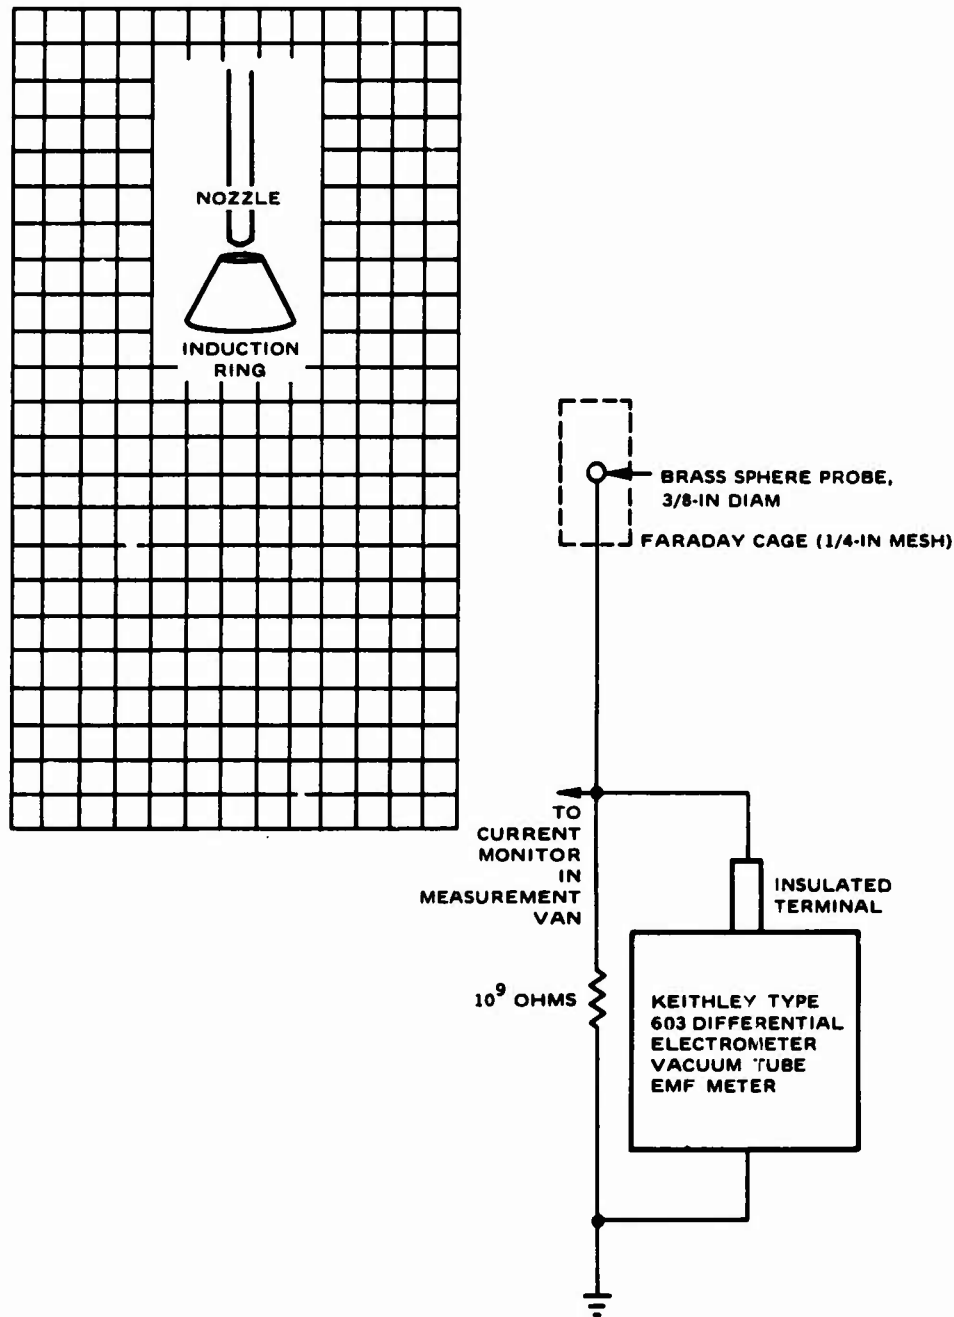 NOZZLE
INDUCTION
RING
BRASS SPHERE PROBE,
3/8-IN DIAM
FARADAY CAGE (1/4-IN MESH)
TO
CURRENT
MONITOR
IN
MEASUREMENT
VAN
INSULATED
TERMINAL
10⁹ OHMS
KEITHLEY TYPE
603 DIFFERENTIAL
ELECTROMETER
VACUUM TUBE
EMF METER